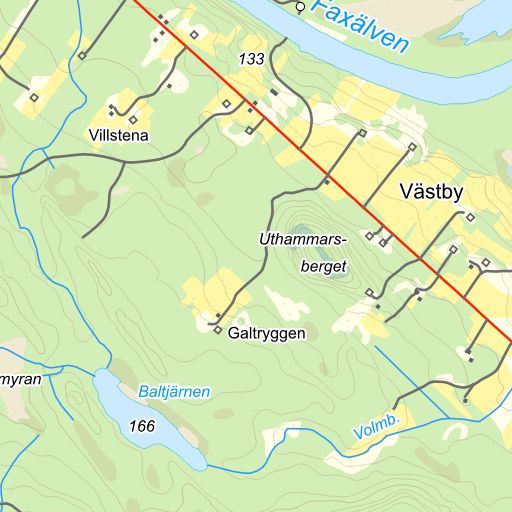 Faxälven
133
Villstena
Västby
Uthammars-
berget
Galtryggen
myran
Baltjärnen
166
Volmb.